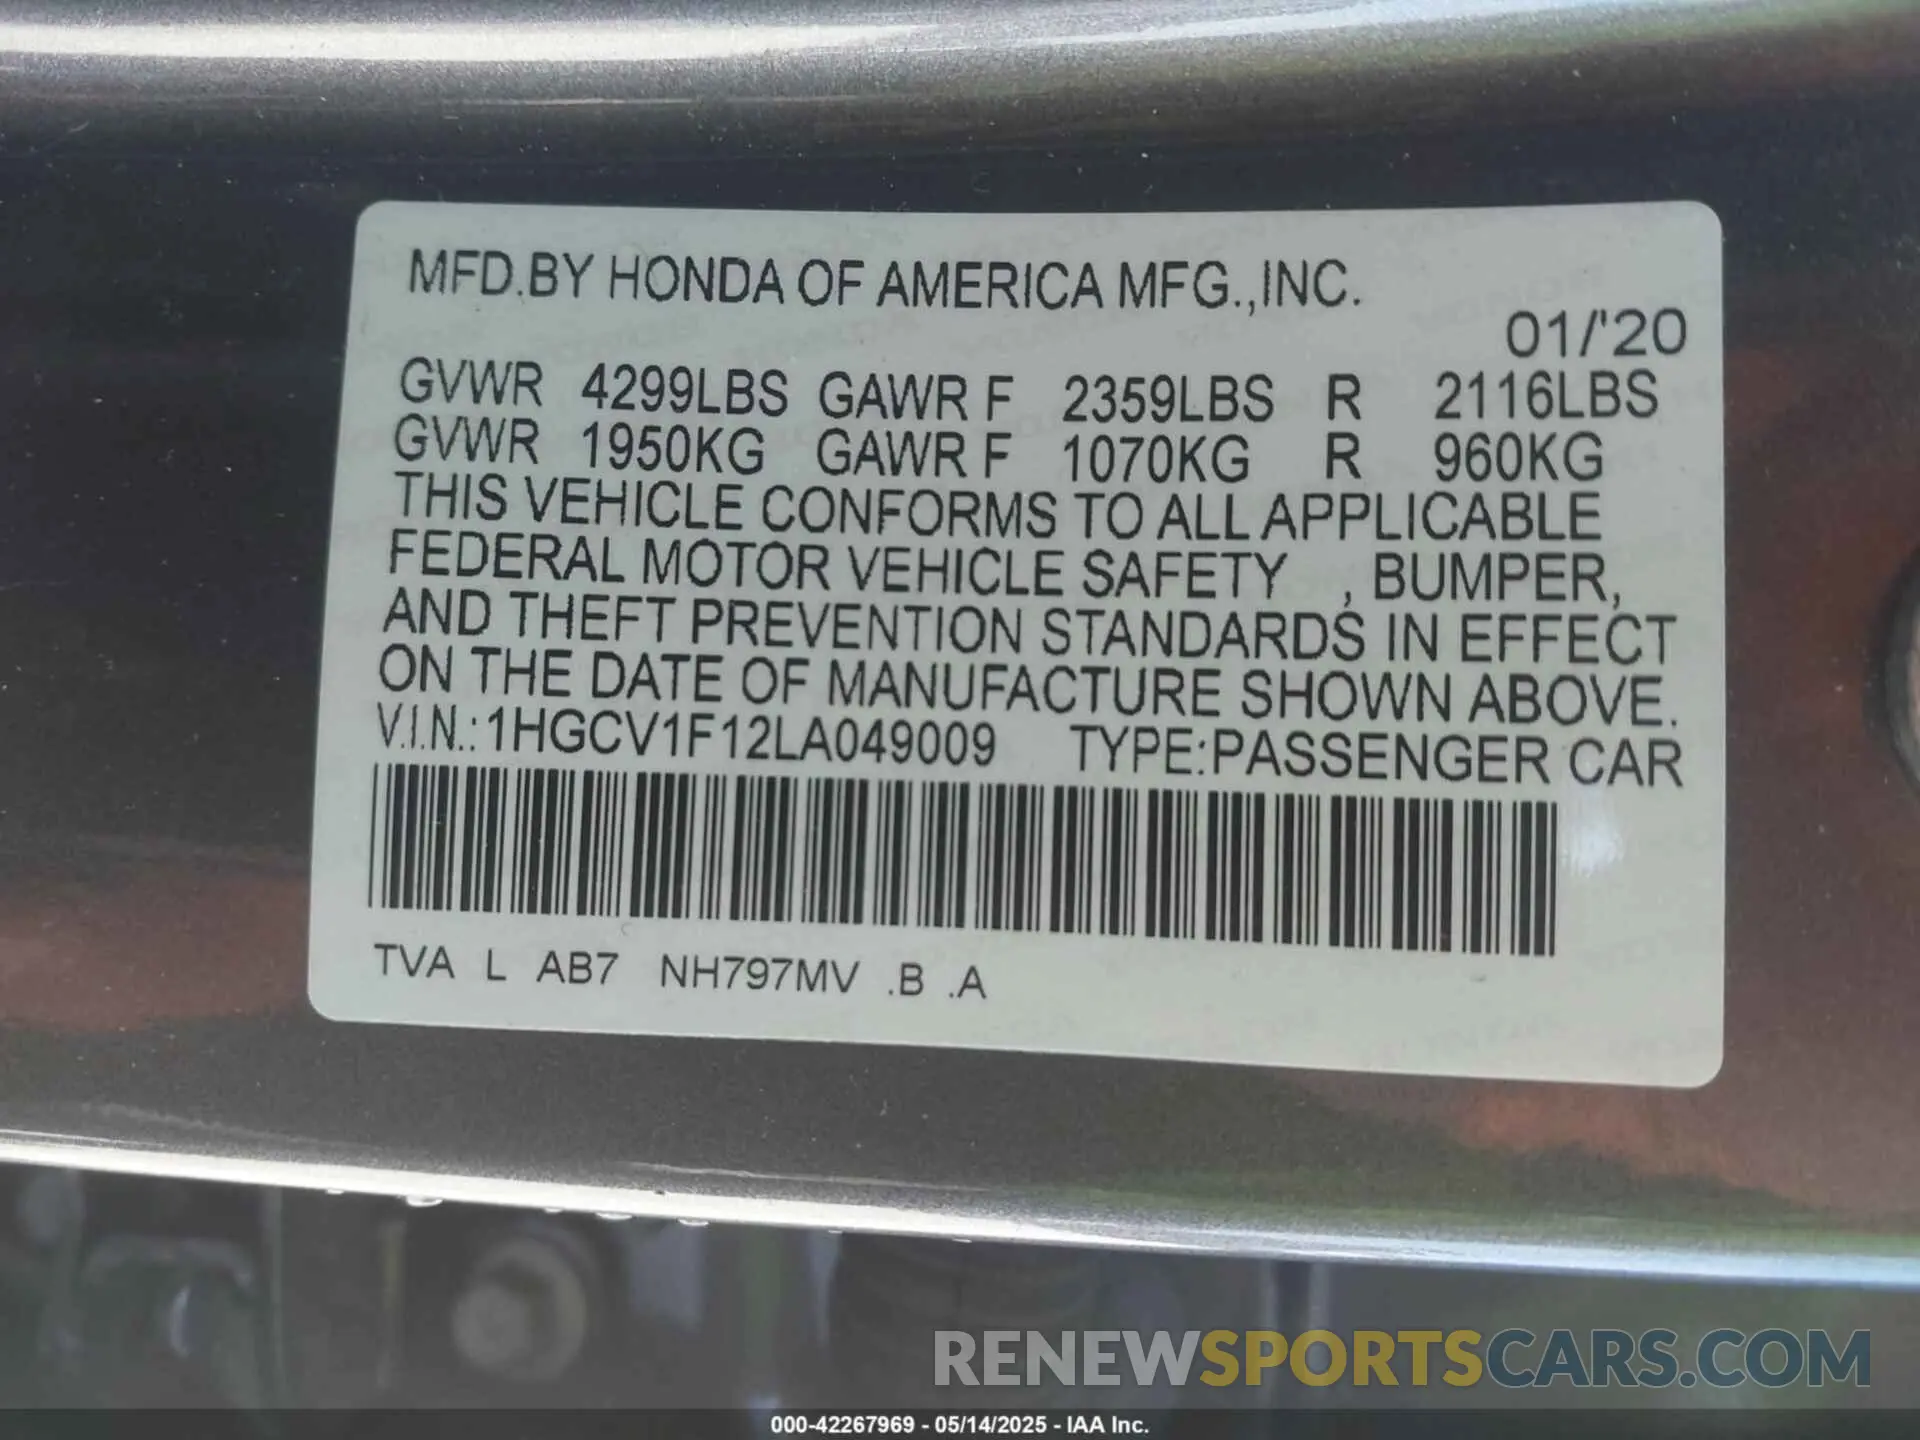 MFD.BY HONDA OF AMERICA MFG.,INC.
01/'20
GVWR 4299LBS GAWR F 2359LBS R 2116LBS
GVWR 1950KG GAWR F 1070KG R 960KG
THIS VEHICLE CONFORMS TO ALL APPLICABLE
FEDERAL MOTOR VEHICLE SAFETY , BUMPER,
AND THEFT PREVENTION STANDARDS IN EFFECT
ON THE DATE OF MANUFACTURE SHOWN ABOVE.
V.I.N.:1HGCV1F12LA049009 TYPE:PASSENGER CAR
TVA L AB7 NH797MV .B .A
RENEWSPORTSCARS.COM
000-42267969 - 05/14/2025 - IAA Inc.